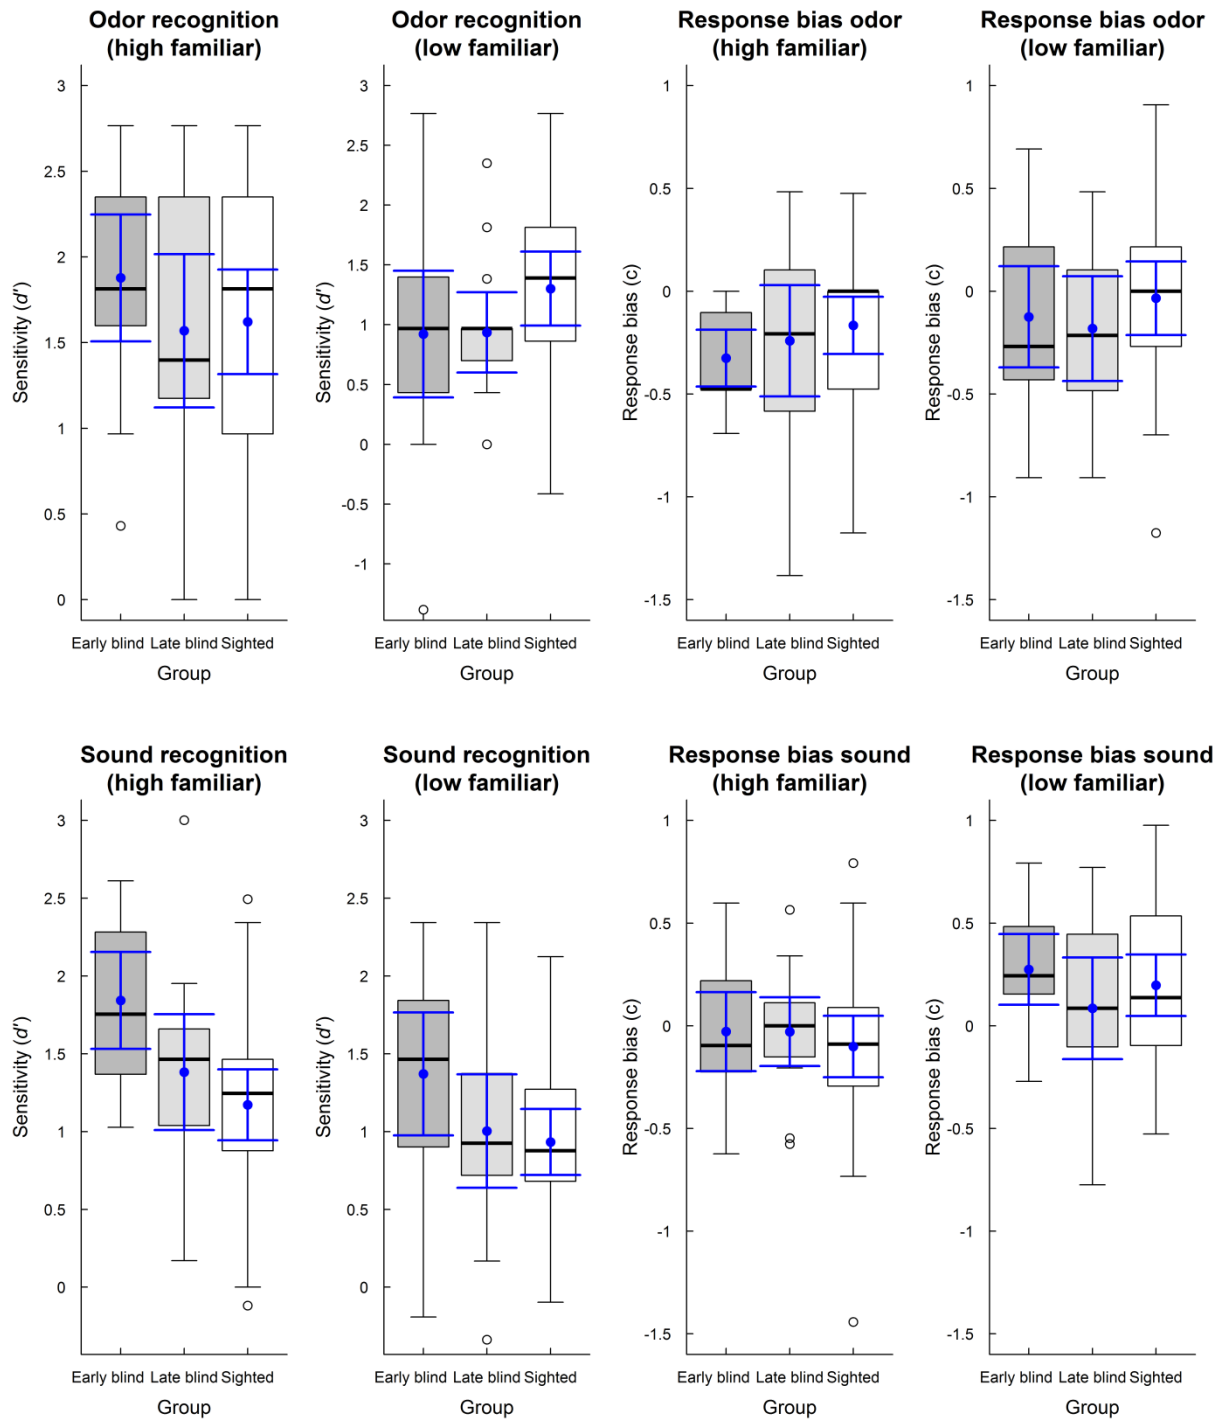 Odor recognition
(high familiar)
Odor recognition
(low familiar)
Response bias odor
(high familiar)
Response bias odor
(low familiar)
Sensitivity (d′)
3
2.5
2
1.5
1
0.5
0
Early blind Late blind Sighted
Group
Sensitivity (d′)
3
2.5
2
1.5
1
0.5
0
-0.5
-1
Early blind Late blind Sighted
Group
Response bias (c)
1
0.5
0
-0.5
-1
-1.5
Early blind Late blind Sighted
Group
Response bias (c)
1
0.5
0
-0.5
-1
-1.5
Early blind Late blind Sighted
Group
Sound recognition
(high familiar)
Sound recognition
(low familiar)
Response bias sound
(high familiar)
Response bias sound
(low familiar)
Sensitivity (d′)
3
2.5
2
1.5
1
0.5
0
Early blind Late blind Sighted
Group
Sensitivity (d′)
3
2.5
2
1.5
1
0.5
0
Early blind Late blind Sighted
Group
Response bias (c)
1
0.5
0
-0.5
-1
-1.5
Early blind Late blind Sighted
Group
Response bias (c)
1
0.5
0
-0.5
-1
-1.5
Early blind Late blind Sighted
Group